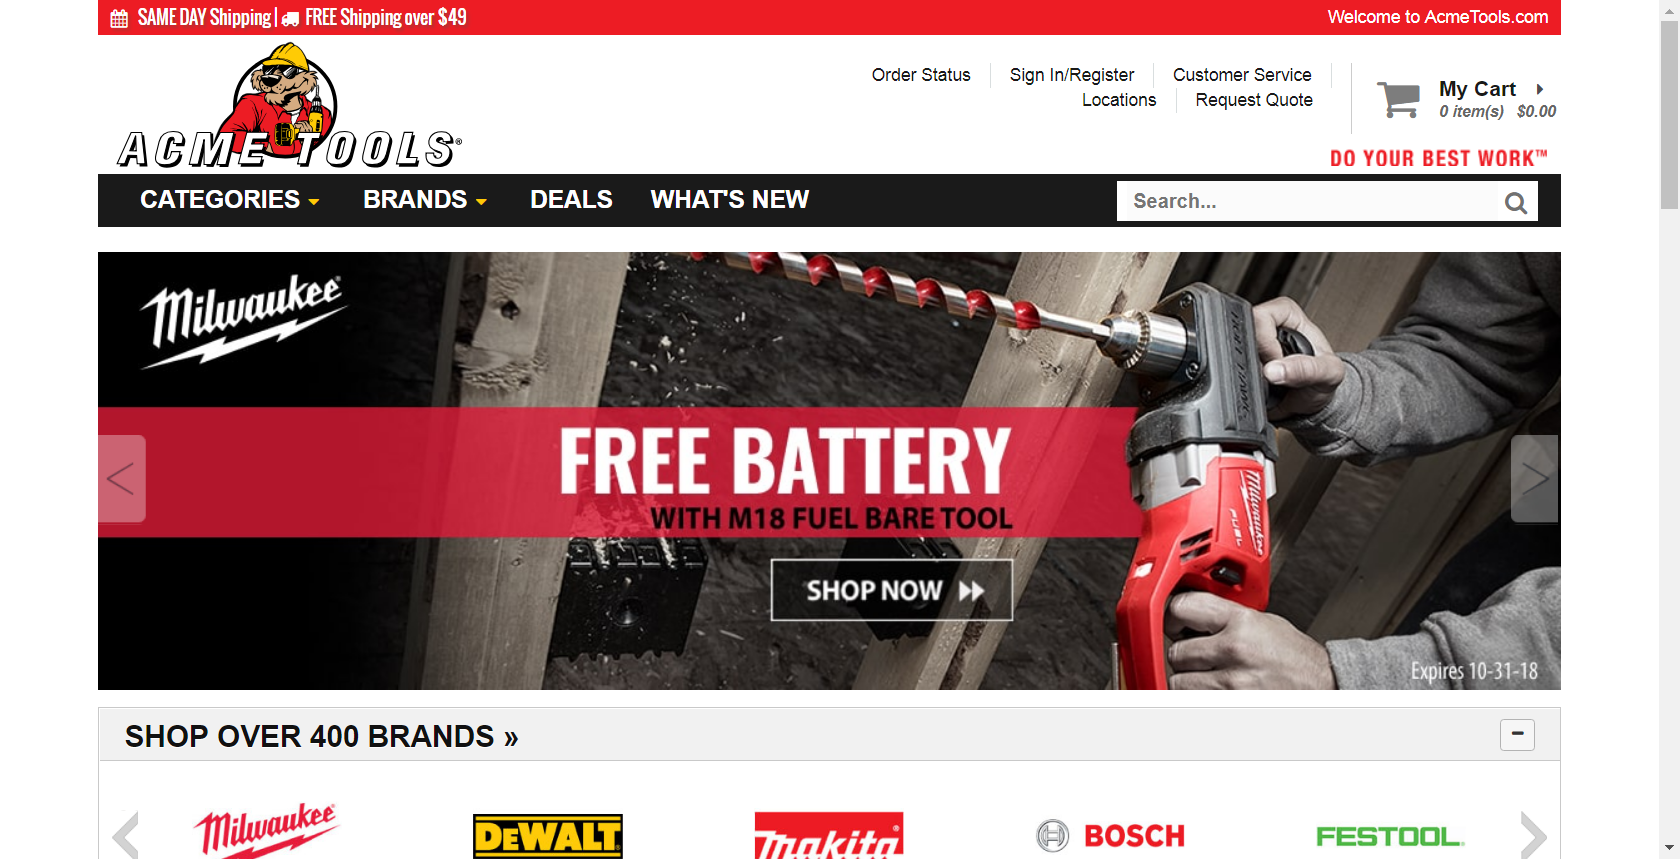 SAME DAY Shipping | FREE Shipping over $49
Welcome to AcmeTools.com
ACME TOOLS®
Order Status
Sign In/Register
Customer Service
Locations
Request Quote
My Cart
0 item(s) $0.00
DO YOUR BEST WORK™
CATEGORIES
BRANDS
DEALS
WHAT'S NEW
Search...
Milwaukee®
FREE BATTERY
WITH M18 FUEL BARE TOOL
SHOP NOW
Milwaukee
FUEL
Expires 10-31-18
SHOP OVER 400 BRANDS »
Milwaukee®
DEWALT
makita®
BOSCH
FESTOOL